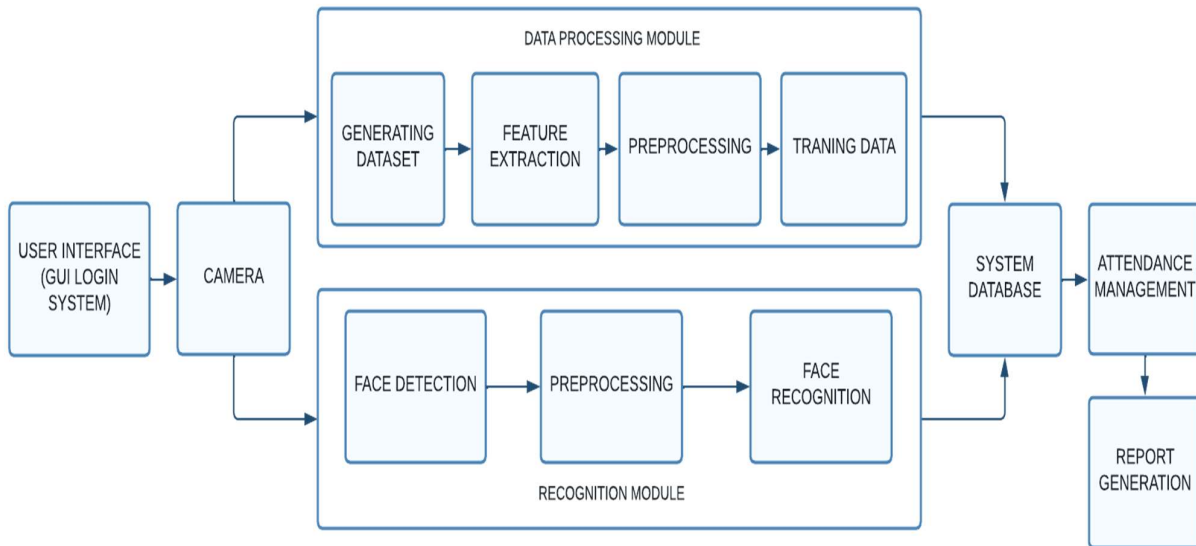 DATA PROCESSING MODULE
GENERATING
DATASET
FEATURE
EXTRACTION
PREPROCESSING
TRANING DATA
USER INTERFACE
(GUI LOGIN
SYSTEM)
CAMERA
SYSTEM
DATABASE
ATTENDANCE
MANAGEMENT
FACE DETECTION
PREPROCESSING
FACE
RECOGNITION
RECOGNITION MODULE
REPORT
GENERATION